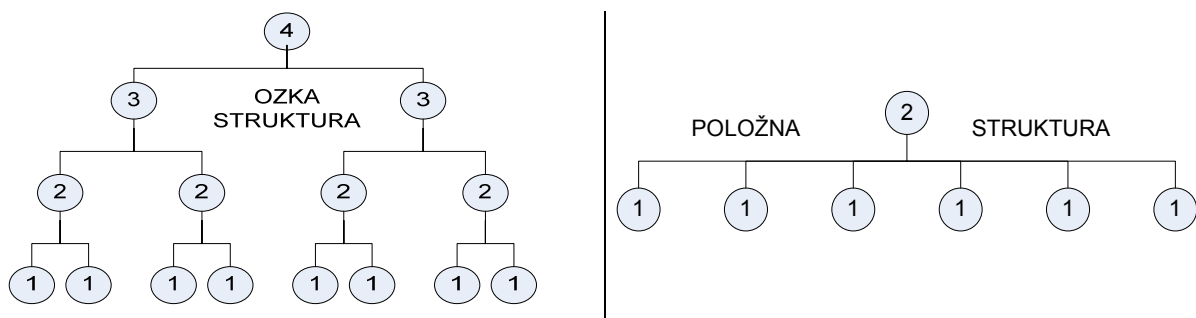 4
3 OZKA 3
STRUKTURA
2 2 2 2
1 1 1 1 1 1 1 1
2
POLOŽNA STRUKTURA
1 1 1 1 1 1